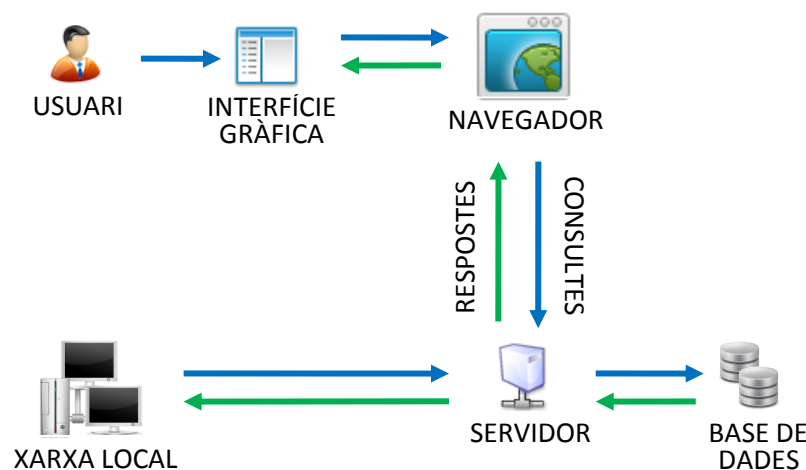 USUARI
INTERFÍCIE
GRÀFICA
NAVEGADOR
RESPOSTES
CONSULTES
XARXA LOCAL
SERVIDOR
BASE DE
DADES